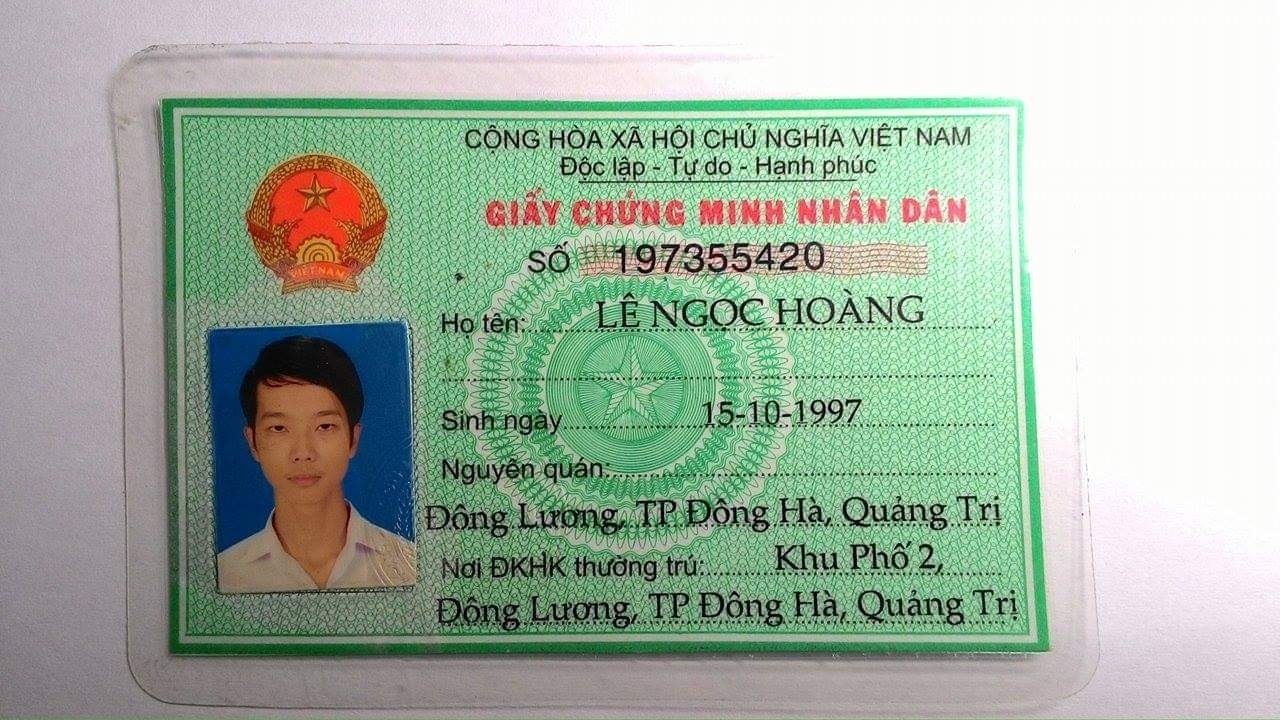 CỘNG HÒA XÃ HỘI CHỦ NGHĨA VIỆT NAM
Độc lập - Tự do - Hạnh phúc
GIẤY CHỨNG MINH NHÂN DÂN
SỐ 197355420
VIỆT NAM
Họ tên: LÊ NGỌC HOÀNG
Sinh ngày 15-10-1997
Nguyên quán:
Đông Lương, TP Đông Hà, Quảng Trị
Nơi ĐKHK thường trú: Khu Phố 2,
Đông Lương, TP Đông Hà, Quảng Trị